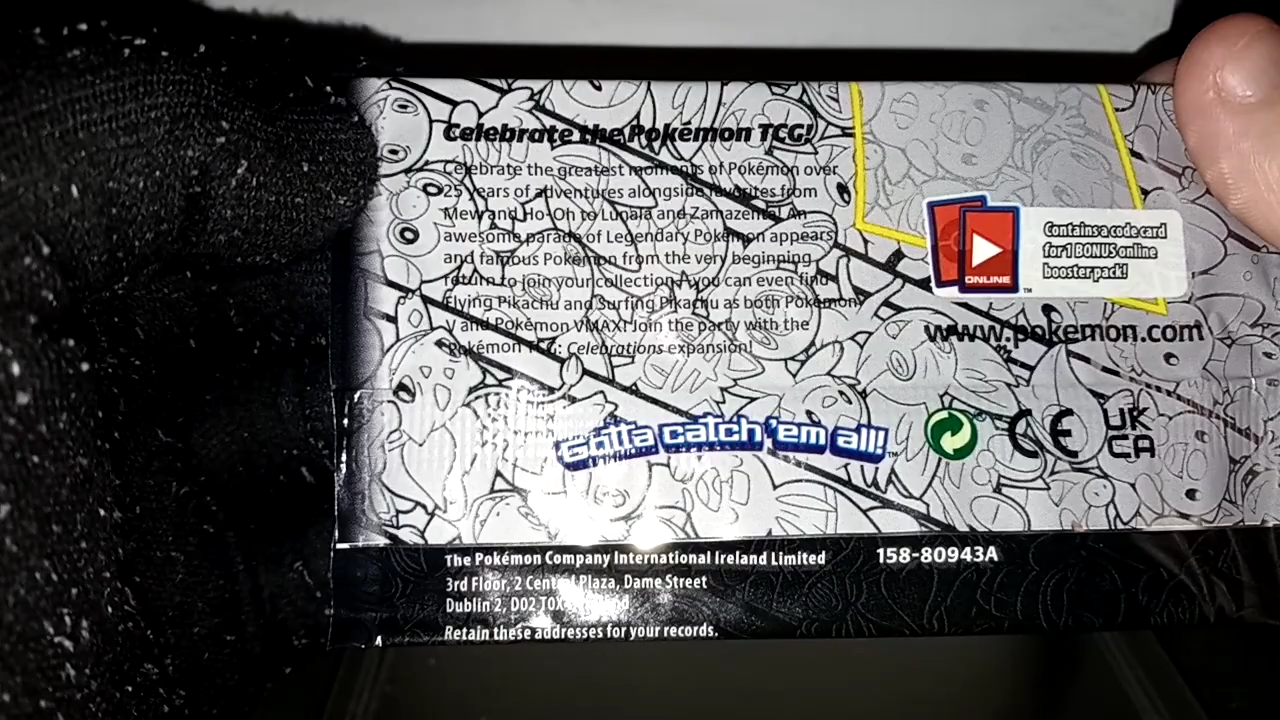 Celebrate the Pokémon TCG!
Celebrate the greatest moments of Pokémon over
25 years of adventures alongside favorites from
Mew and Ho-Oh to Lunala and Zamazenta! An
awesome parade of Legendary Pokémon appears
and famous Pokémon from the very beginning
return to join your collection you can even find
Flying Pikachu and Surfing Pikachu as both Pokémon
V and Pokémon VMAX! Join the party with the
Pokémon TCG: Celebrations expansion!
ONLINE
TM
Contains a code card
for 1 BONUS online
booster pack!
www.pokemon.com
Gotta catch 'em all! TM
CE
UK
CA
The Pokémon Company International Ireland Limited
3rd Floor, 2 Central Plaza, Dame Street
Dublin 2, D02
Retain these addresses for your records.
158-80943A
A